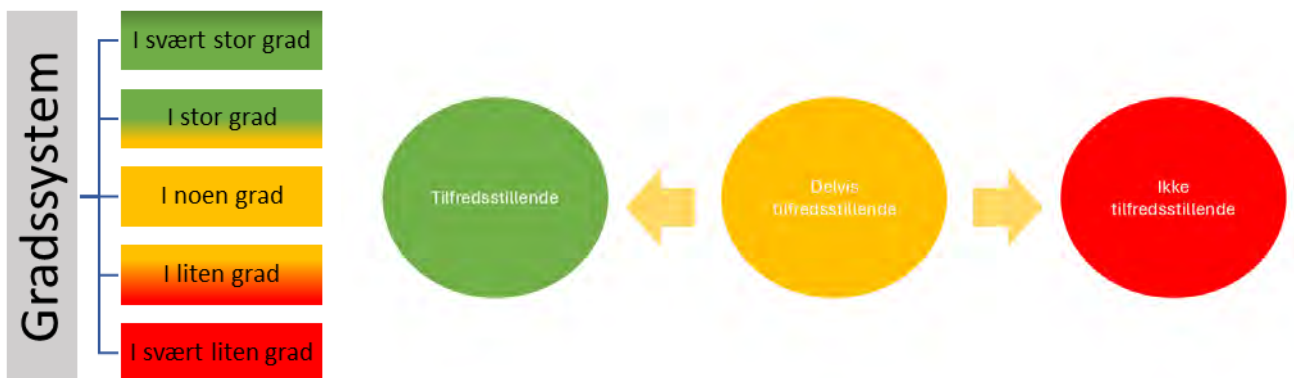 Gradssystem
I svært stor grad
I stor grad
I noen grad
I liten grad
I svært liten grad
Tilfredsstillende
Delvis
tilfredsstillende
Ikke
tilfredsstillende